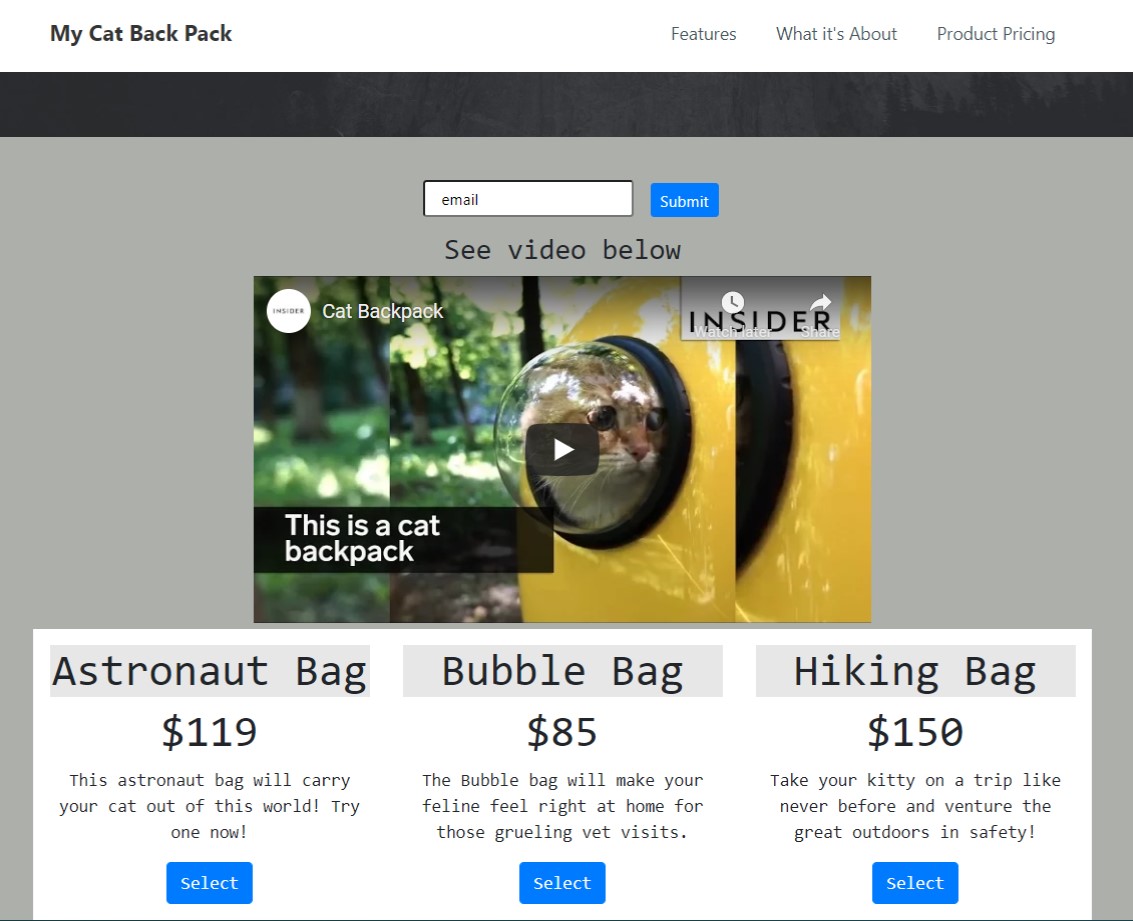 My Cat Back Pack
Features What it's About Product Pricing
email Submit
See video below
INSIDER Cat Backpack
INSIDER
Watch later Share
This is a cat
backpack
Astronaut Bag Bubble Bag Hiking Bag
$119 $85 $150
This astronaut bag will carry
your cat out of this world! Try
one now!
The Bubble bag will make your
feline feel right at home for
those grueling vet visits.
Take your kitty on a trip like
never before and venture the
great outdoors in safety!
Select Select Select